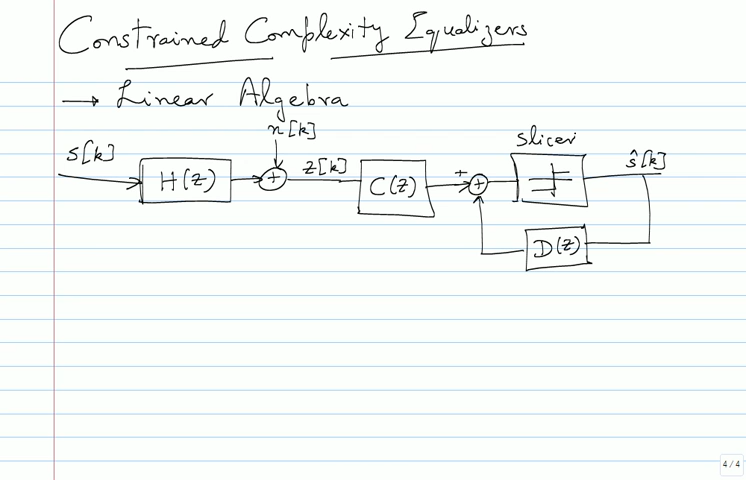 Constrained Complexity Equalizers
→ Linear Algebra
n[k]
slicer
s[k] H(z) + z[k] C(z) + + ŝ[k]
D(z)
4 / 4